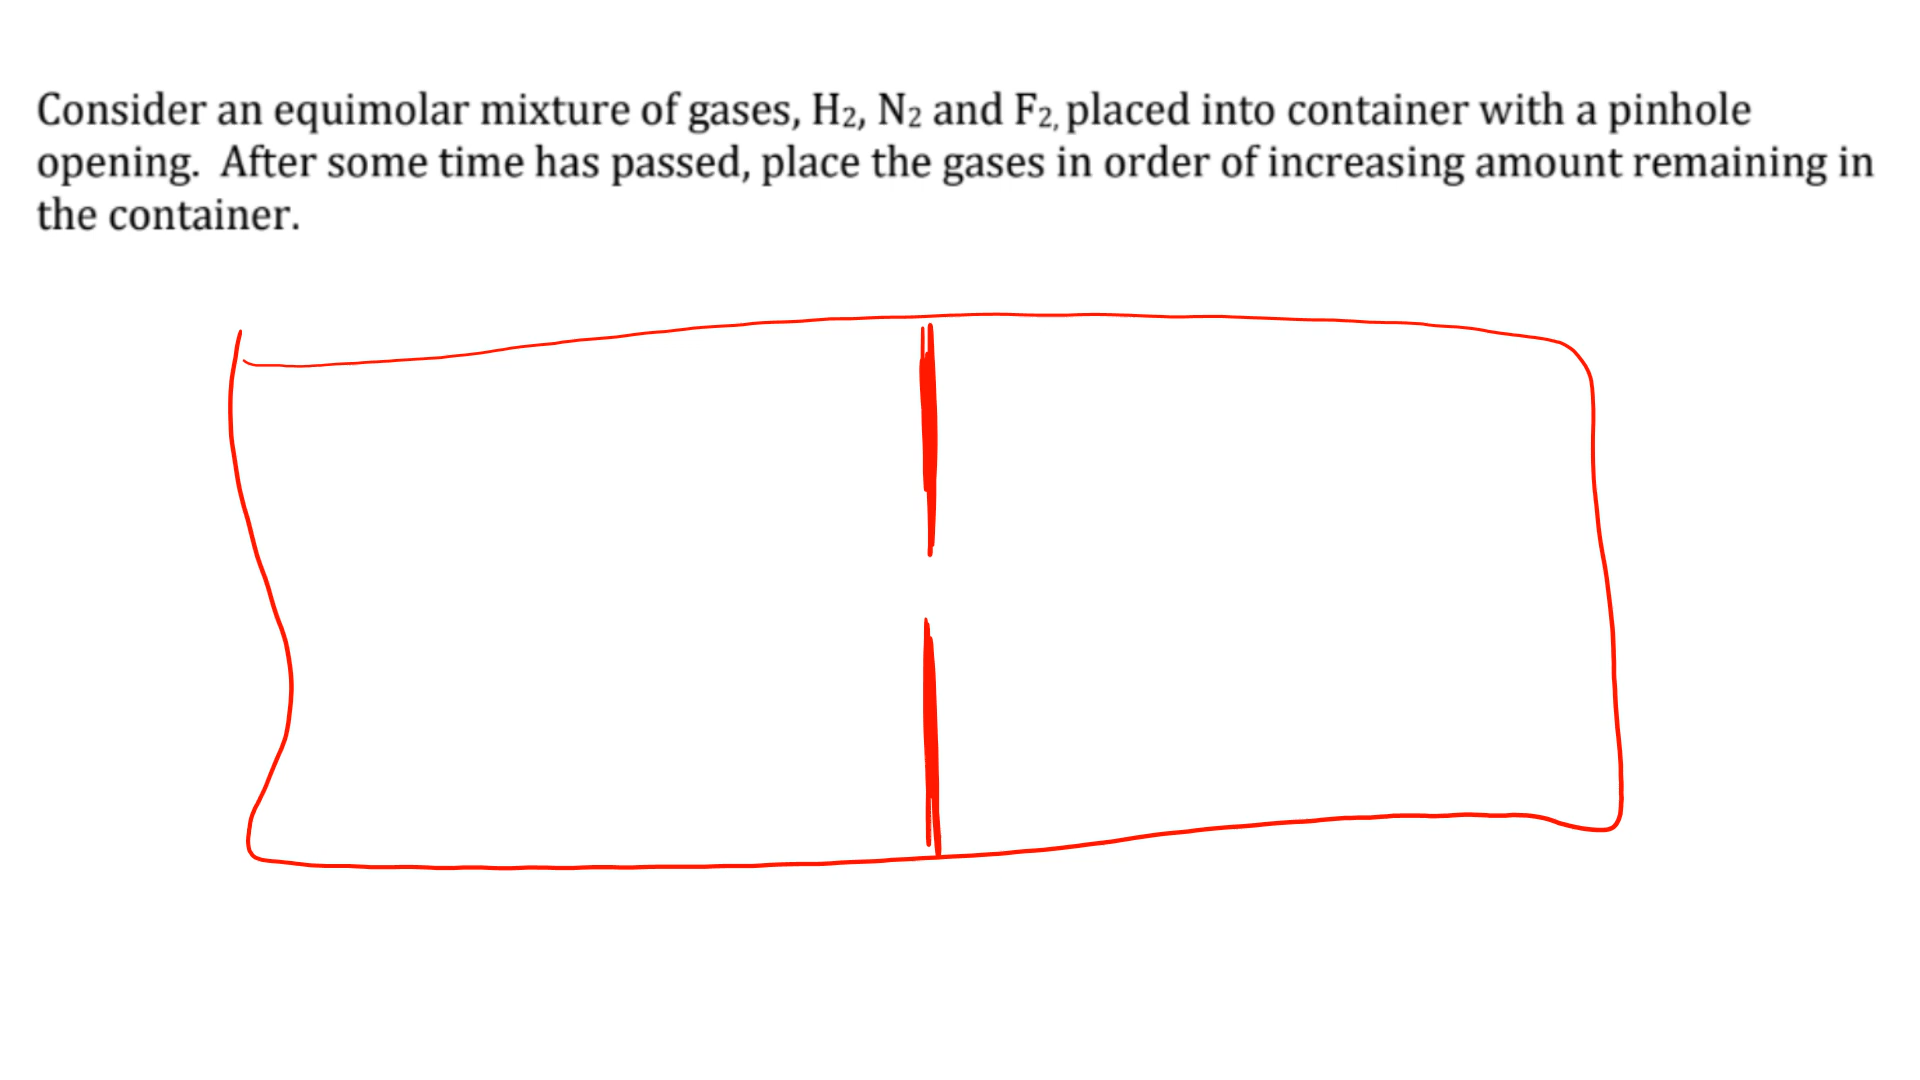 Consider an equimolar mixture of gases, H₂, N₂ and F₂, placed into container with a pinhole
opening. After some time has passed, place the gases in order of increasing amount remaining in
the container.